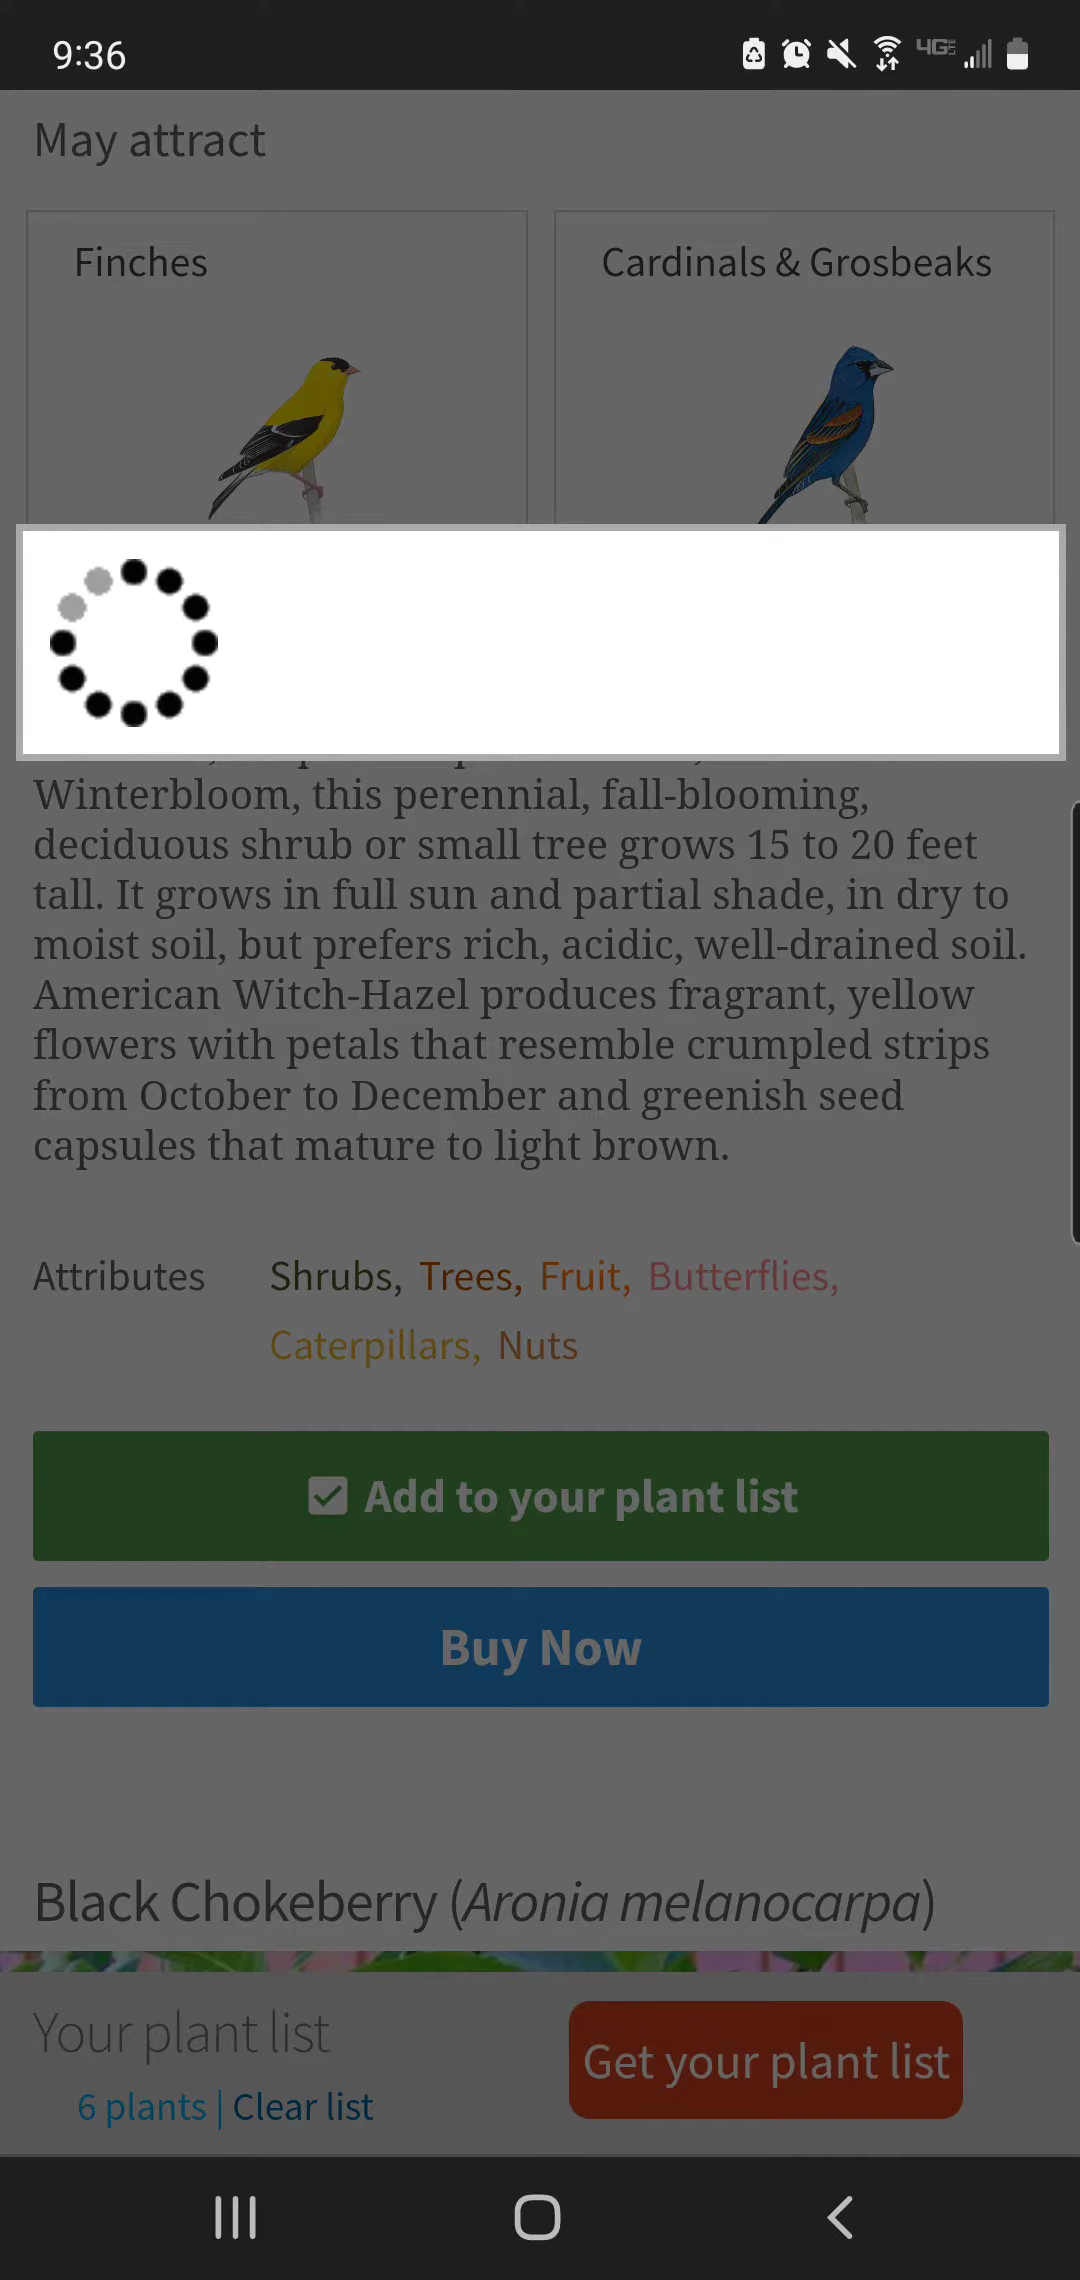 9:36
4G LTE
May attract
Finches
Cardinals & Grosbeaks
Winterbloom, this perennial, fall-blooming,
deciduous shrub or small tree grows 15 to 20 feet
tall. It grows in full sun and partial shade, in dry to
moist soil, but prefers rich, acidic, well-drained soil.
American Witch-Hazel produces fragrant, yellow
flowers with petals that resemble crumpled strips
from October to December and greenish seed
capsules that mature to light brown.
Attributes Shrubs, Trees, Fruit, Butterflies,
Caterpillars, Nuts
Add to your plant list
Buy Now
Black Chokeberry (Aronia melanocarpa)
Your plant list
Get your plant list
6 plants | Clear list